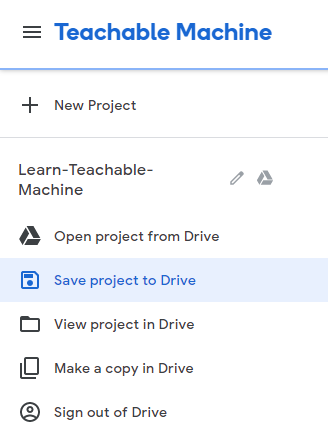 Teachable Machine
New Project
Learn-Teachable-
Machine
Open project from Drive
Save project to Drive
View project in Drive
Make a copy in Drive
Sign out of Drive